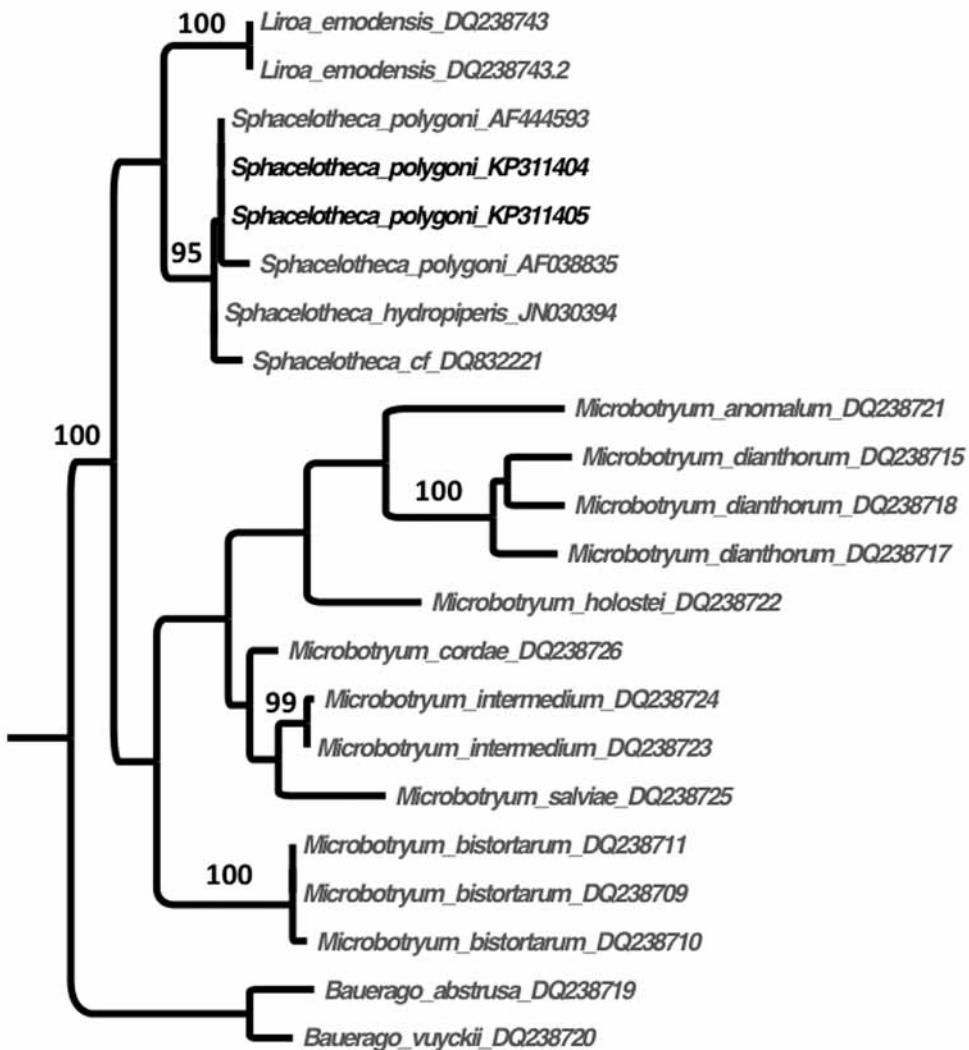 100
Liroa_emodensis_DQ238743
Liroa_emodensis_DQ238743.2
Sphacelotheca_polygoni_AF444593
Sphacelotheca_polygoni_KP311404
Sphacelotheca_polygoni_KP311405
95
Sphacelotheca_polygoni_AF038835
Sphacelotheca_hydropiperis_JN030394
Sphacelotheca_cf_DQ832221
Microbotryum_anomalum_DQ238721
100
Microbotryum_dianthorum_DQ238715
100
Microbotryum_dianthorum_DQ238718
Microbotryum_dianthorum_DQ238717
Microbotryum_holostei_DQ238722
Microbotryum_cordae_DQ238726
99
Microbotryum_intermedium_DQ238724
Microbotryum_intermedium_DQ238723
Microbotryum_salviae_DQ238725
Microbotryum_bistortarum_DQ238711
100
Microbotryum_bistortarum_DQ238709
Microbotryum_bistortarum_DQ238710
Bauerago_abstrusa_DQ238719
Bauerago_vuyckii_DQ238720